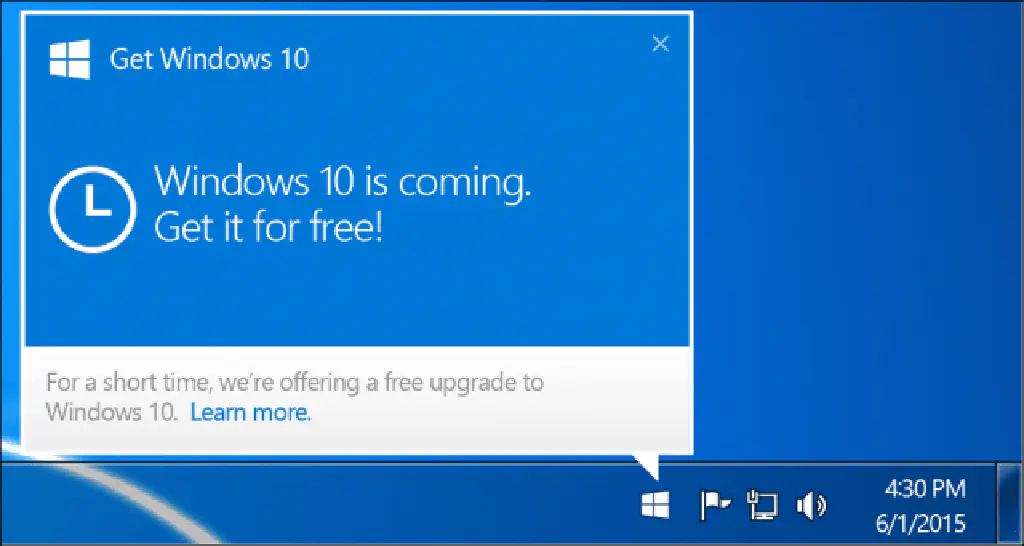 Get Windows 10
Windows 10 is coming.
Get it for free!
For a short time, we're offering a free upgrade to
Windows 10. Learn more.
4:30 PM
6/1/2015